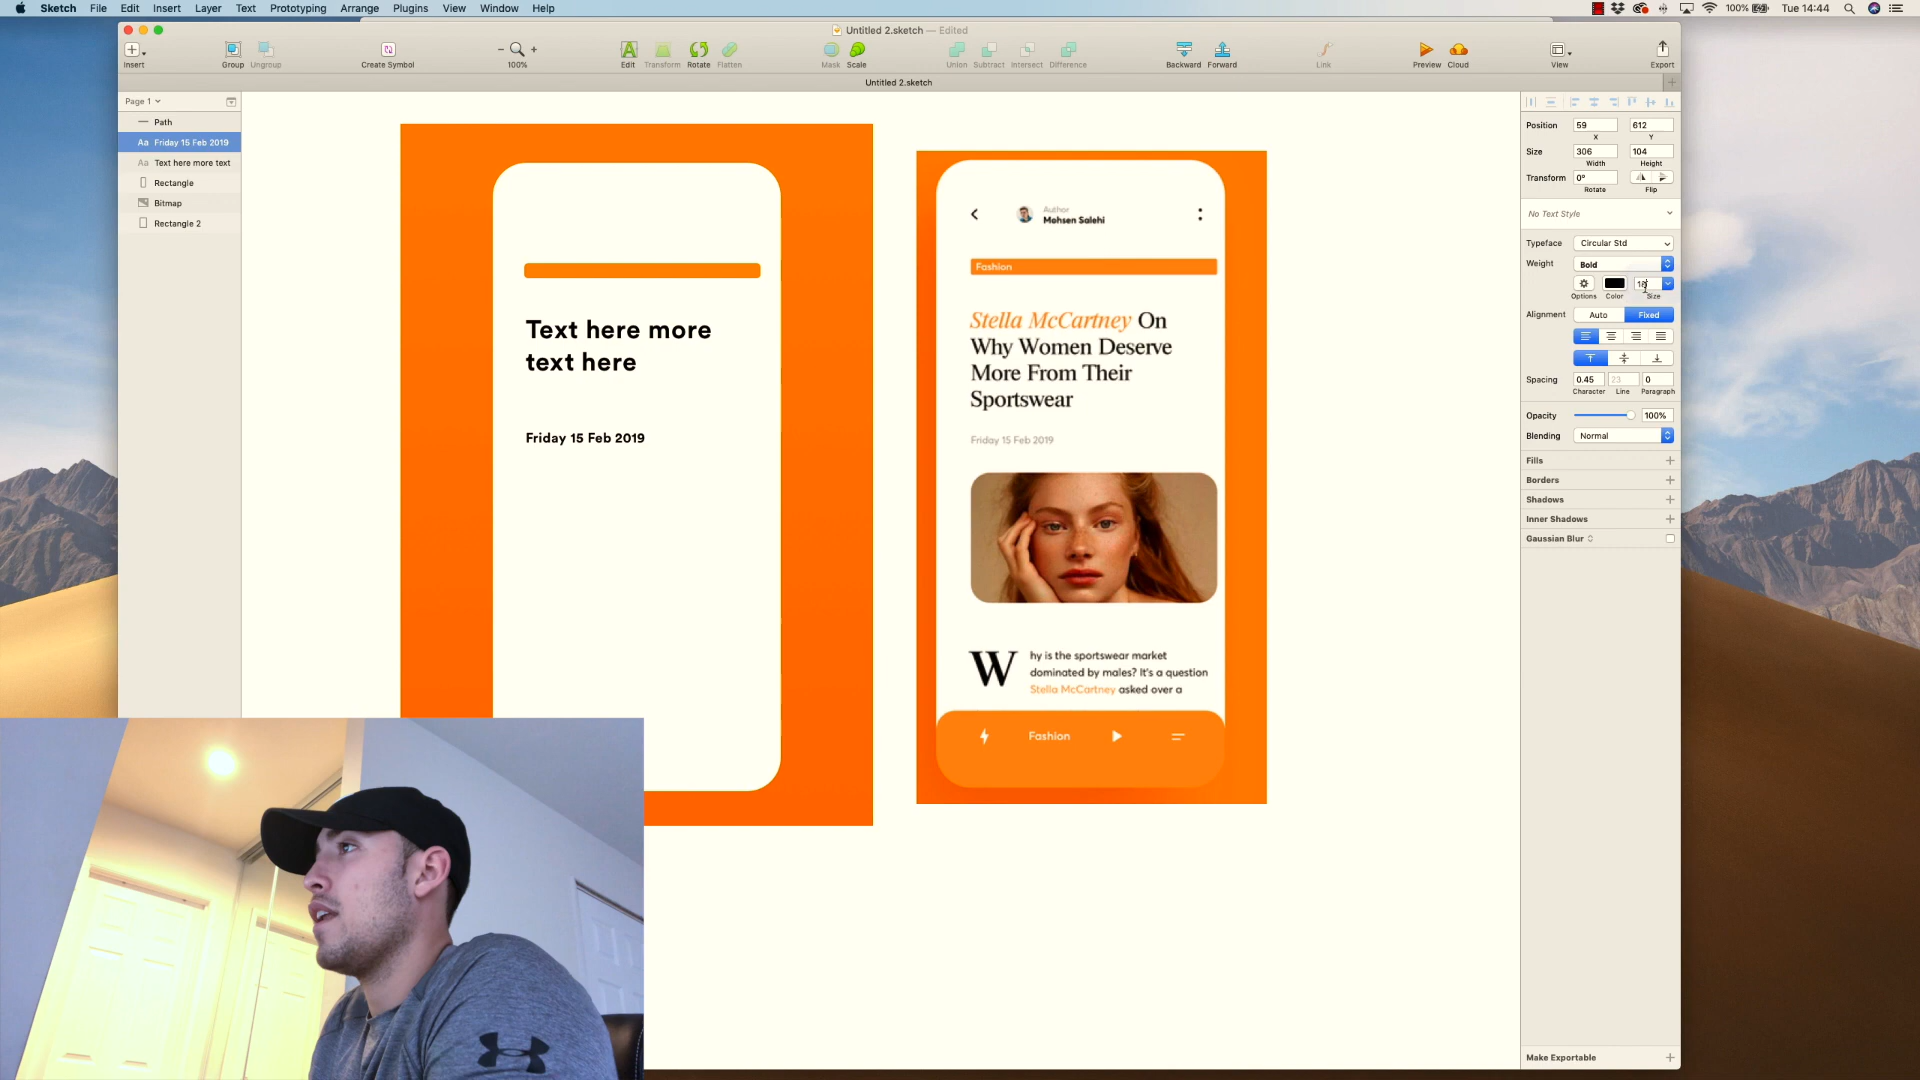 Sketch File Edit Insert Layer Text Prototyping Arrange Plugins View Window Help
100% Tue 14:44
Untitled 2.sketch — Edited
Insert Group Ungroup Create Symbol 100% Edit Transform Rotate Flatten Mask Scale Union Subtract Intersect Difference Backward Forward Link Preview Cloud View Export
Untitled 2.sketch
Page 1
Path
Aa Friday 15 Feb 2019
Aa Text here more text
Rectangle
Bitmap
Rectangle 2
Text here more
text here
Friday 15 Feb 2019
Author
Mohsen Salehi
Fashion
Stella McCartney On
Why Women Deserve
More From Their
Sportswear
Friday 15 Feb 2019
W
hy is the sportswear market
dominated by males? It's a question
Stella McCartney asked over a
Fashion
Position 59 612
X Y
Size 306 104
Width Height
Transform 0°
Rotate Flip
No Text Style
Typeface Circular Std
Weight Bold
Options Color Size
Alignment Auto Fixed
Spacing 0.45 23 0
Character Line Paragraph
Opacity 100%
Blending Normal
Fills
Borders
Shadows
Inner Shadows
Gaussian Blur
Make Exportable